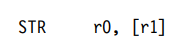 STR r0, [r1]